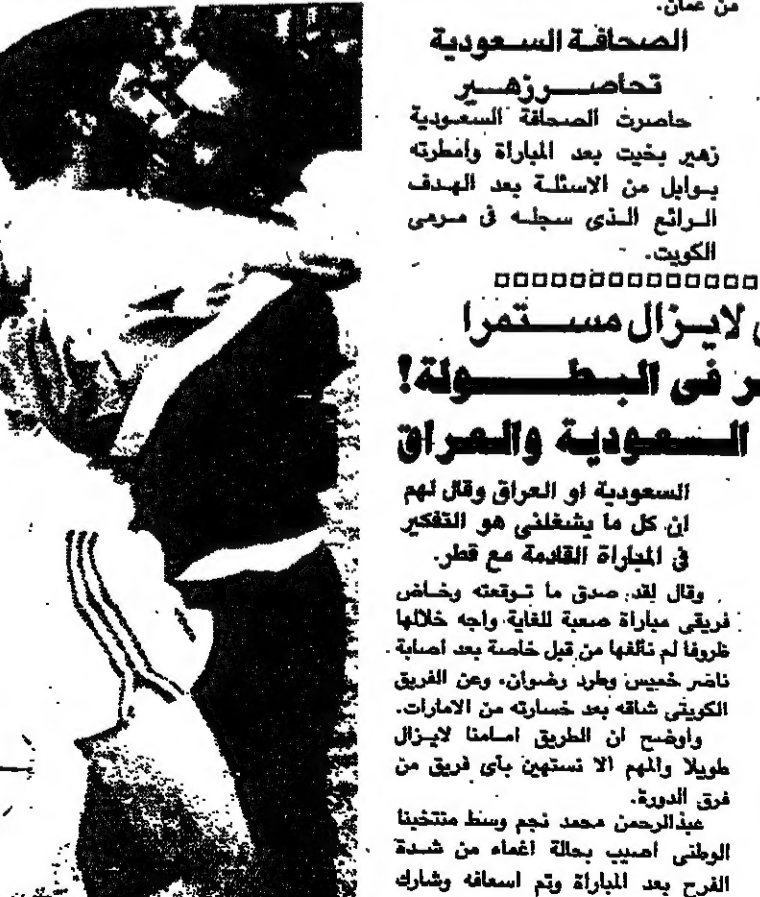 من عمان.
الصحافة السعودية
تحاصر زهير
حاصرت الصحافة السعودية
زهير بخيت بعد المباراة وامطرته
بوابل من الاسئلة بعد الهدف
الرائع الذى سجله فى مرمى
الكويت.
لايزال مستمرا
فى البطولة!
السعودية والعراق
السعودية او العراق وقال لهم
ان كل ما يشغلنى هو التفكير
فى المباراة القادمة مع قطر.
وقال لقد صدق ما توقعته وخاض
فريقى مباراة صعبة للغاية واجه خلالها
ظروفا لم نالفها من قبل خاصة بعد اصابة
ناصر خميس وطرد رضوان، وعن الفريق
الكويتى شاقه بعد خسارته من الامارات.
واوضح ان الطريق امامنا لايزال
طويلا والمهم الا نستهين بأى فريق من
فرق الدورة.
عبدالرحمن محمد نجم وسط منتخبنا
الوطنى اصيب بحالة اغماء من شدة
الفرح بعد المباراة وتم اسعافه وشارك